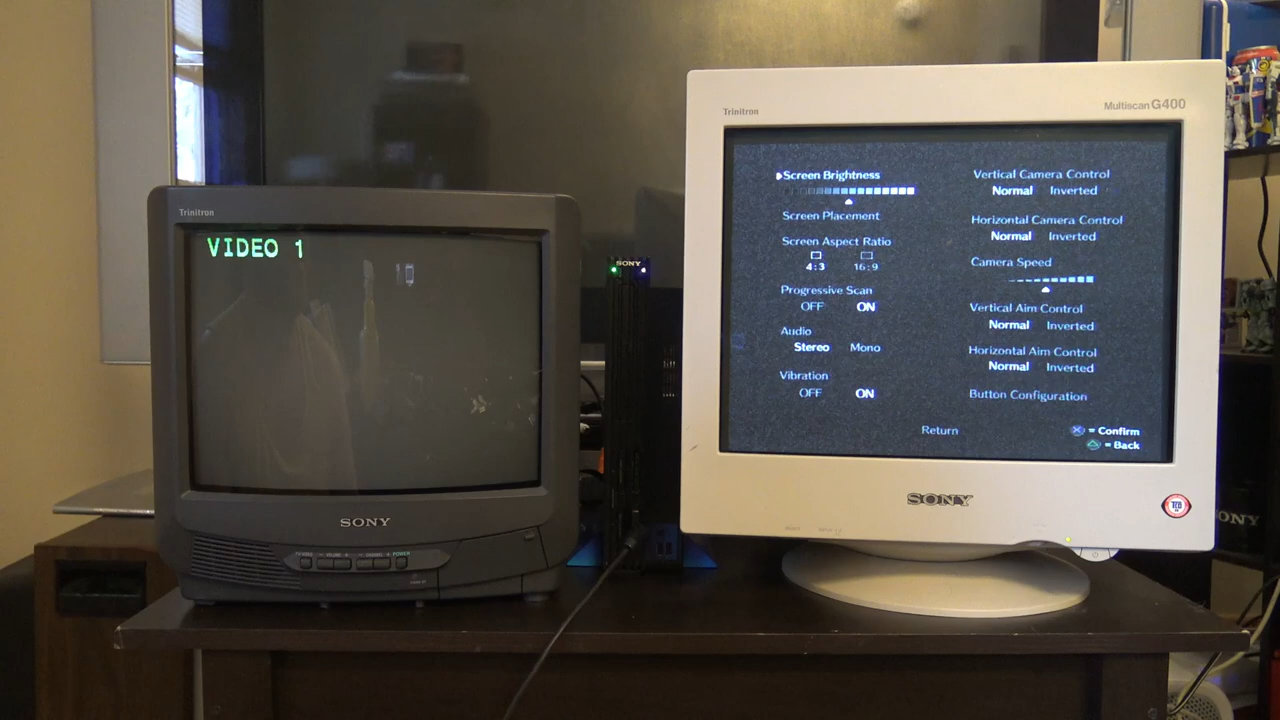 Trinitron
VIDEO 1
SONY
POWER
SONY
Trinitron
Multiscan G400
Screen Brightness
Screen Placement
Screen Aspect Ratio
4:3 16:9
Progressive Scan
OFF ON
Audio
Stereo Mono
Vibration
OFF ON
Vertical Camera Control
Normal Inverted
Horizontal Camera Control
Normal Inverted
Camera Speed
Vertical Aim Control
Normal Inverted
Horizontal Aim Control
Normal Inverted
Button Configuration
Return
= Confirm
= Back
SONY
TCO
SONY